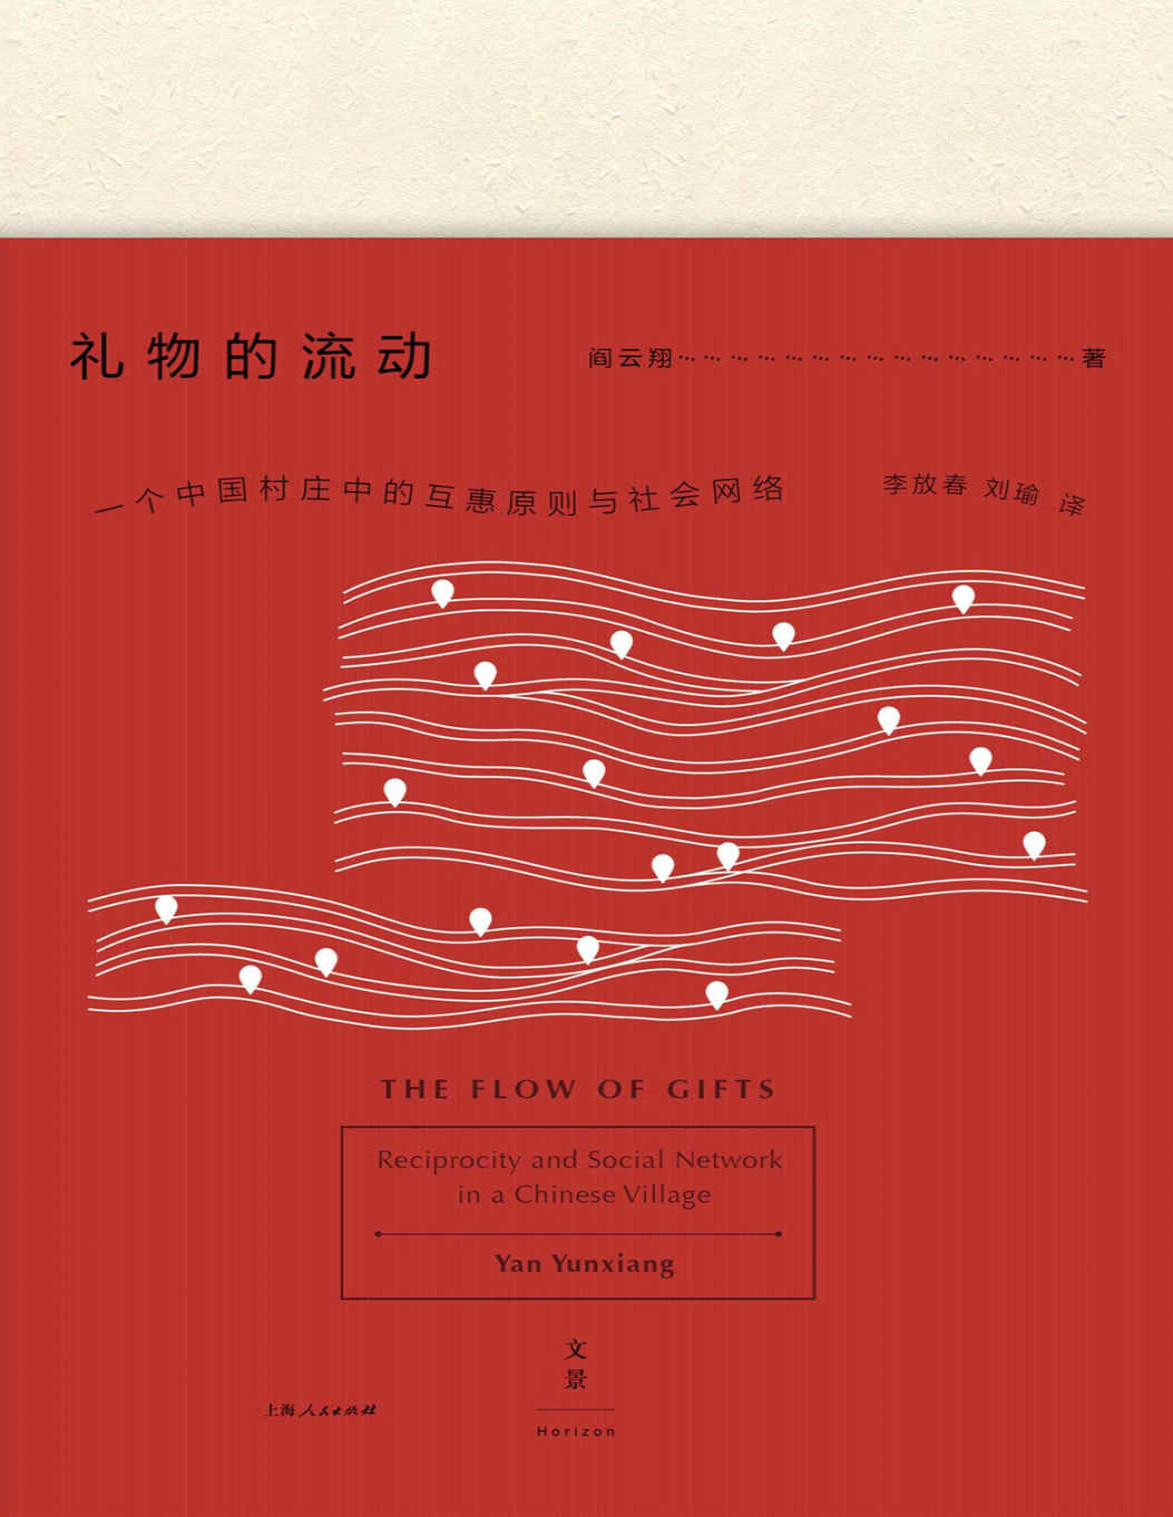 礼物的流动
阎云翔………………………………………著
一个中国村庄中的互惠原则与社会网络
李放春 刘瑜 译
THE FLOW OF GIFTS
Reciprocity and Social Network
in a Chinese Village
Yan Yunxiang
文
景
上海人民出版社
Horizon